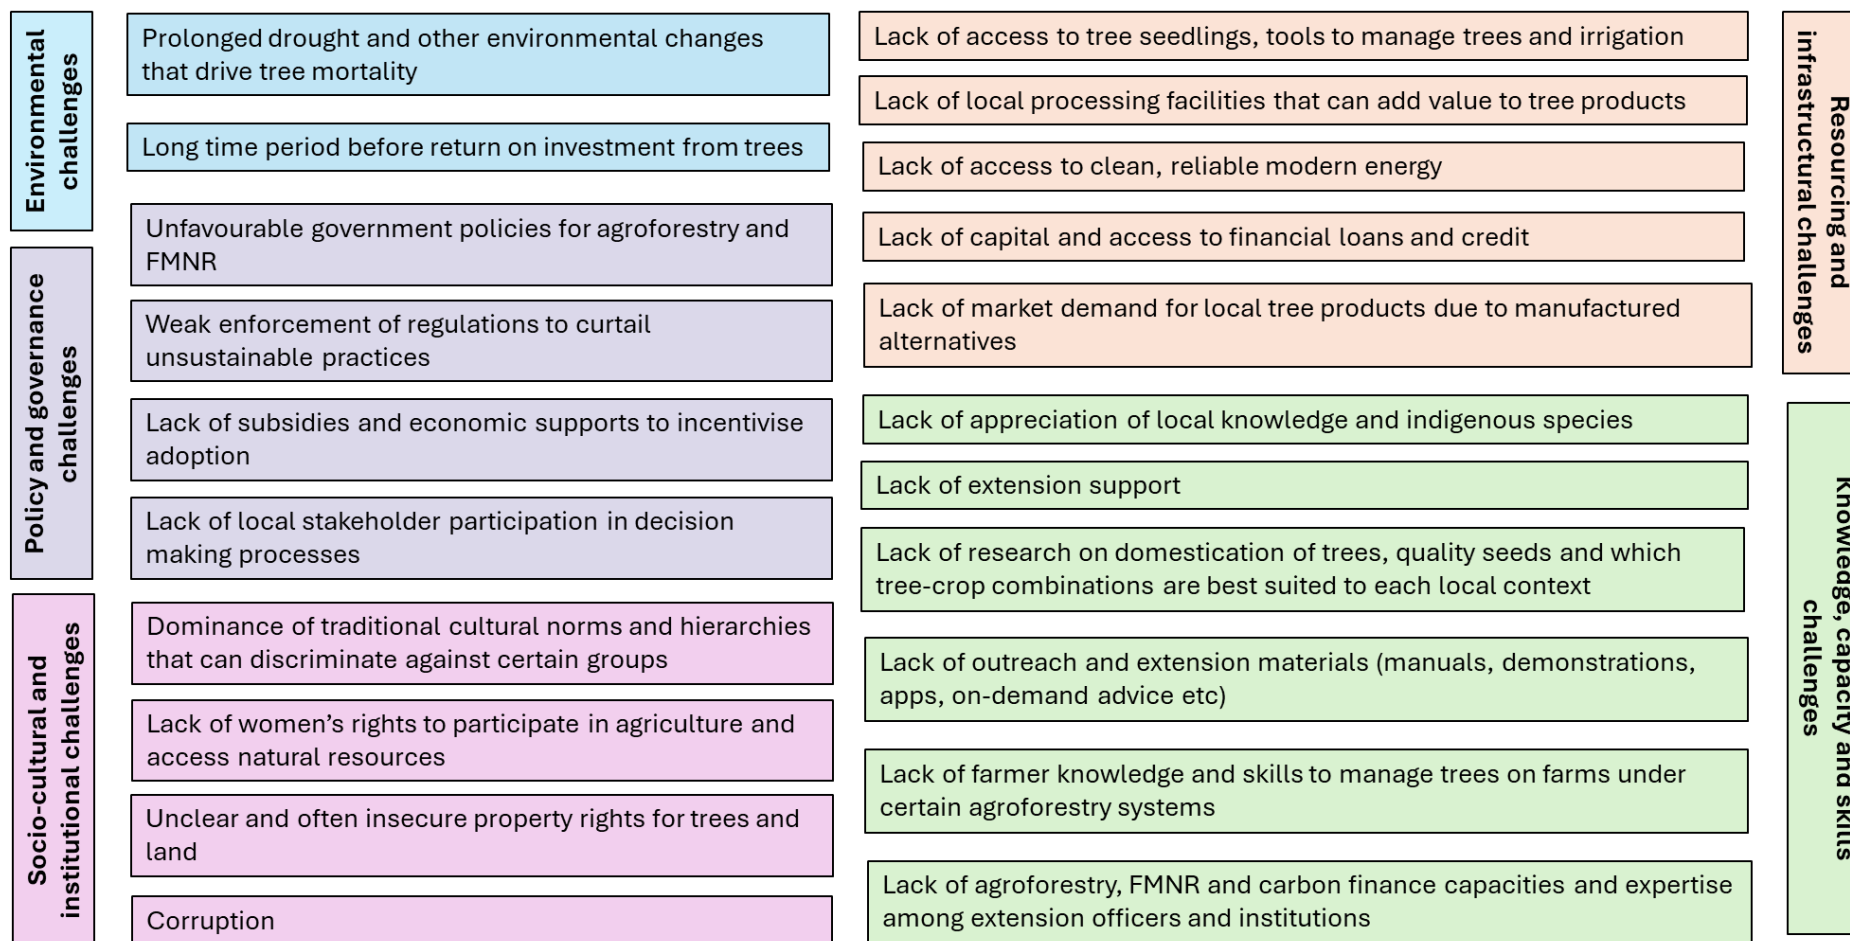 Environmental
challenges
Prolonged drought and other environmental changes
that drive tree mortality
Long time period before return on investment from trees
Policy and governance
challenges
Unfavourable government policies for agroforestry and
FMNR
Weak enforcement of regulations to curtail
unsustainable practices
Lack of subsidies and economic supports to incentivise
adoption
Lack of local stakeholder participation in decision
making processes
Socio-cultural and
institutional challenges
Dominance of traditional cultural norms and hierarchies
that can discriminate against certain groups
Lack of women’s rights to participate in agriculture and
access natural resources
Unclear and often insecure property rights for trees and
land
Corruption
Resourcing and
infrastructural challenges
Lack of access to tree seedlings, tools to manage trees and irrigation
Lack of local processing facilities that can add value to tree products
Lack of access to clean, reliable modern energy
Lack of capital and access to financial loans and credit
Lack of market demand for local tree products due to manufactured
alternatives
Knowledge, capacity and skills
challenges
Lack of appreciation of local knowledge and indigenous species
Lack of extension support
Lack of research on domestication of trees, quality seeds and which
tree-crop combinations are best suited to each local context
Lack of outreach and extension materials (manuals, demonstrations,
apps, on-demand advice etc)
Lack of farmer knowledge and skills to manage trees on farms under
certain agroforestry systems
Lack of agroforestry, FMNR and carbon finance capacities and expertise
among extension officers and institutions